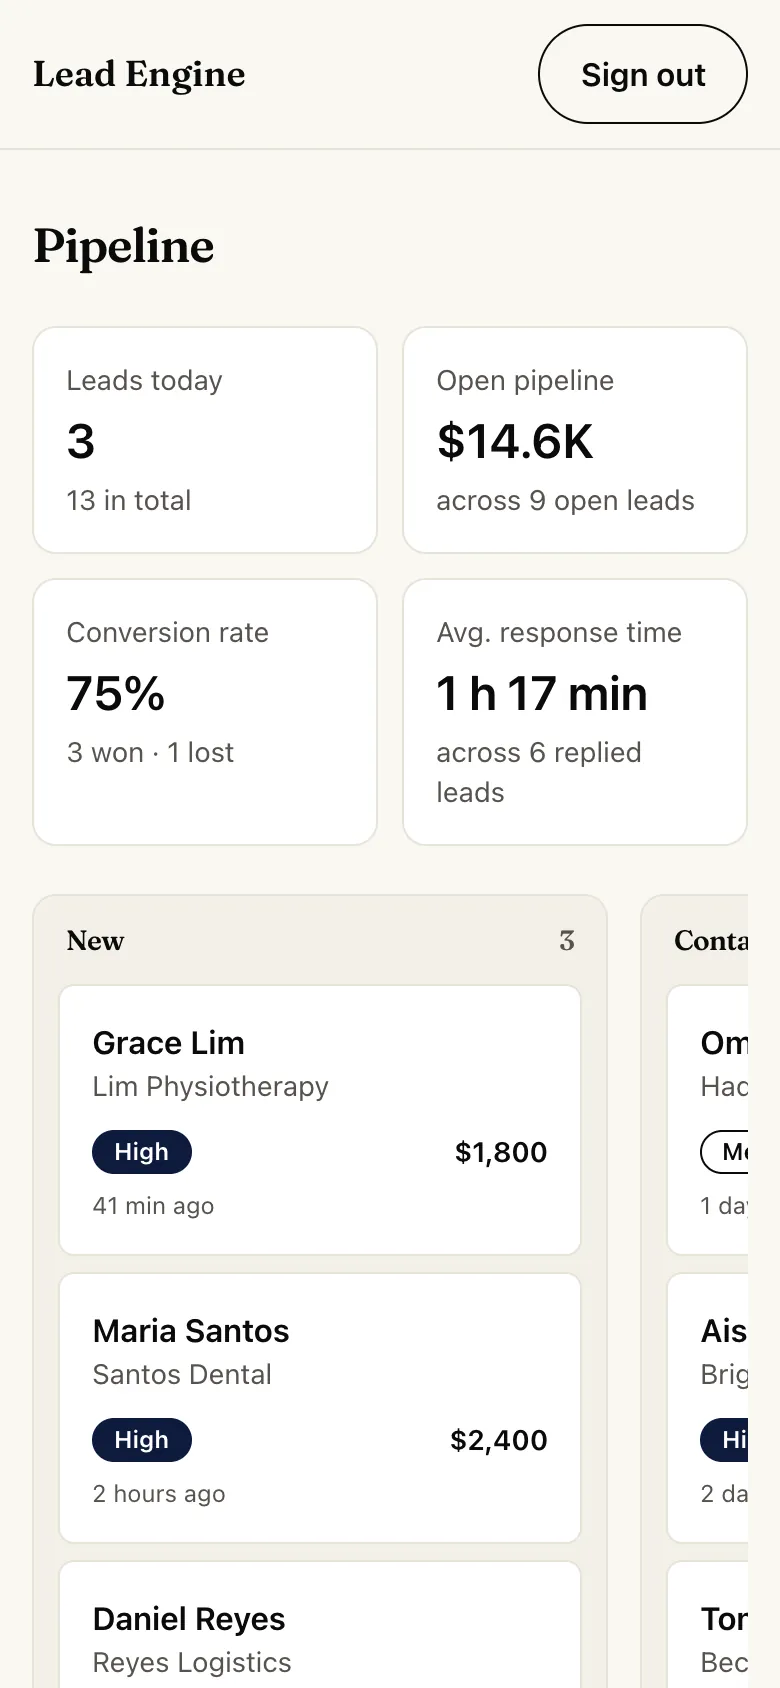 Lead Engine
Sign out
Pipeline
Leads today
3
13 in total
Open pipeline
$14.6K
across 9 open leads
Conversion rate
75%
3 won · 1 lost
Avg. response time
1 h 17 min
across 6 replied
leads
New
3
Grace Lim
Lim Physiotherapy
High
$1,800
41 min ago
Maria Santos
Santos Dental
High
$2,400
2 hours ago
Daniel Reyes
Reyes Logistics